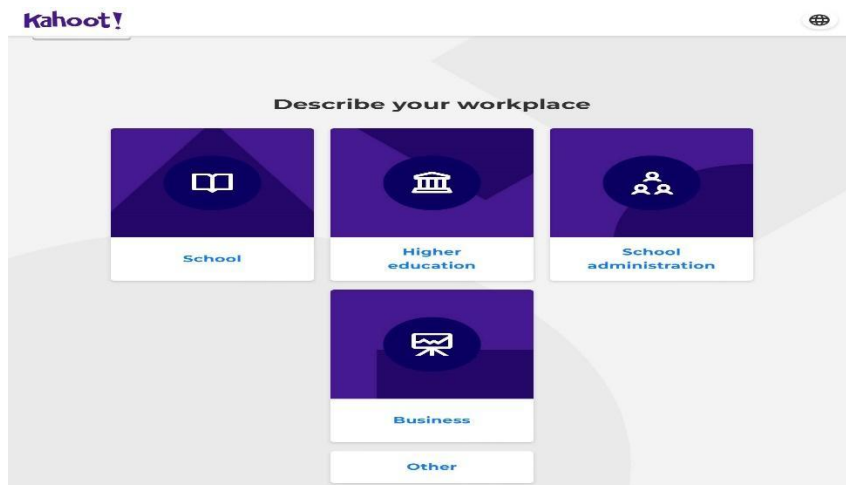 Kahoot!
Describe your workplace
School
Higher
education
School
administration
Business
Other